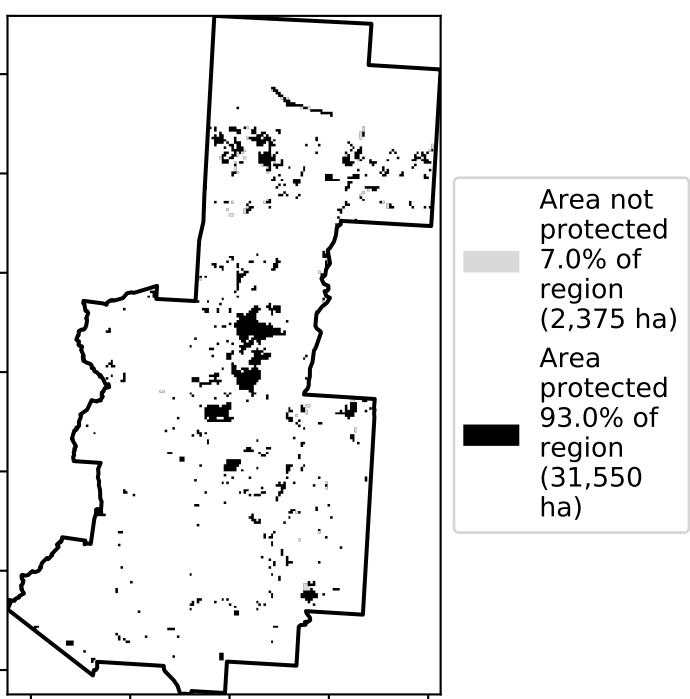 Area not
protected
7.0% of
region
(2,375 ha)
Area
protected
93.0% of
region
(31,550
ha)